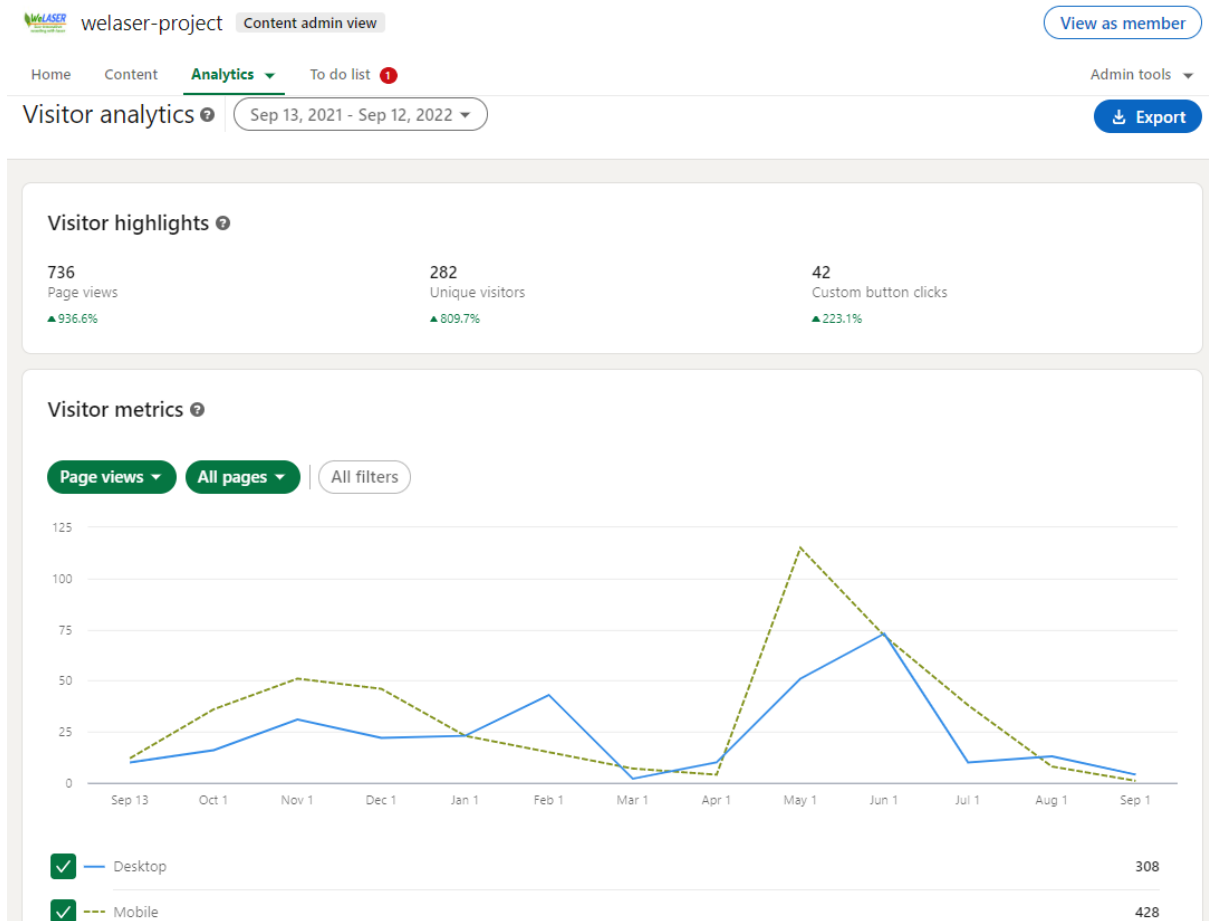 WeLASER
welaser-project Content admin view View as member
Home Content Analytics To do list 1 Admin tools
Visitor analytics Sep 13, 2021 - Sep 12, 2022 Export
Visitor highlights
736 282 42
Page views Unique visitors Custom button clicks
936.6% 809.7% 223.1%
Visitor metrics
Page views All pages All filters
125
100
75
50
25
0
Sep 13 Oct 1 Nov 1 Dec 1 Jan 1 Feb 1 Mar 1 Apr 1 May 1 Jun 1 Jul 1 Aug 1 Sep 1
Desktop 308
Mobile 428